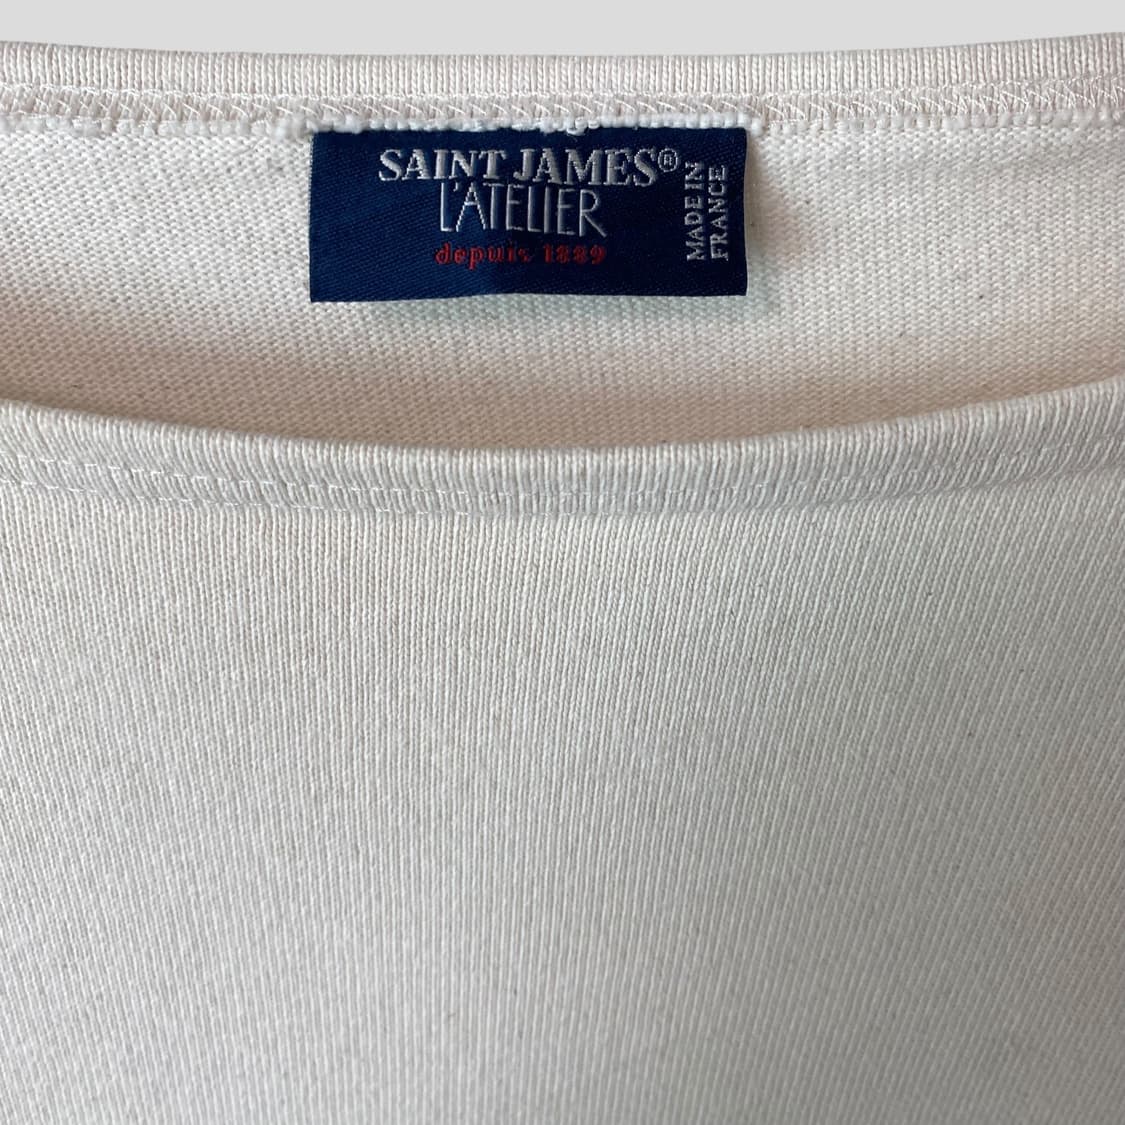 SAINT JAMES®
L'ATELIER
depuis 1889
MADE IN
FRANCE